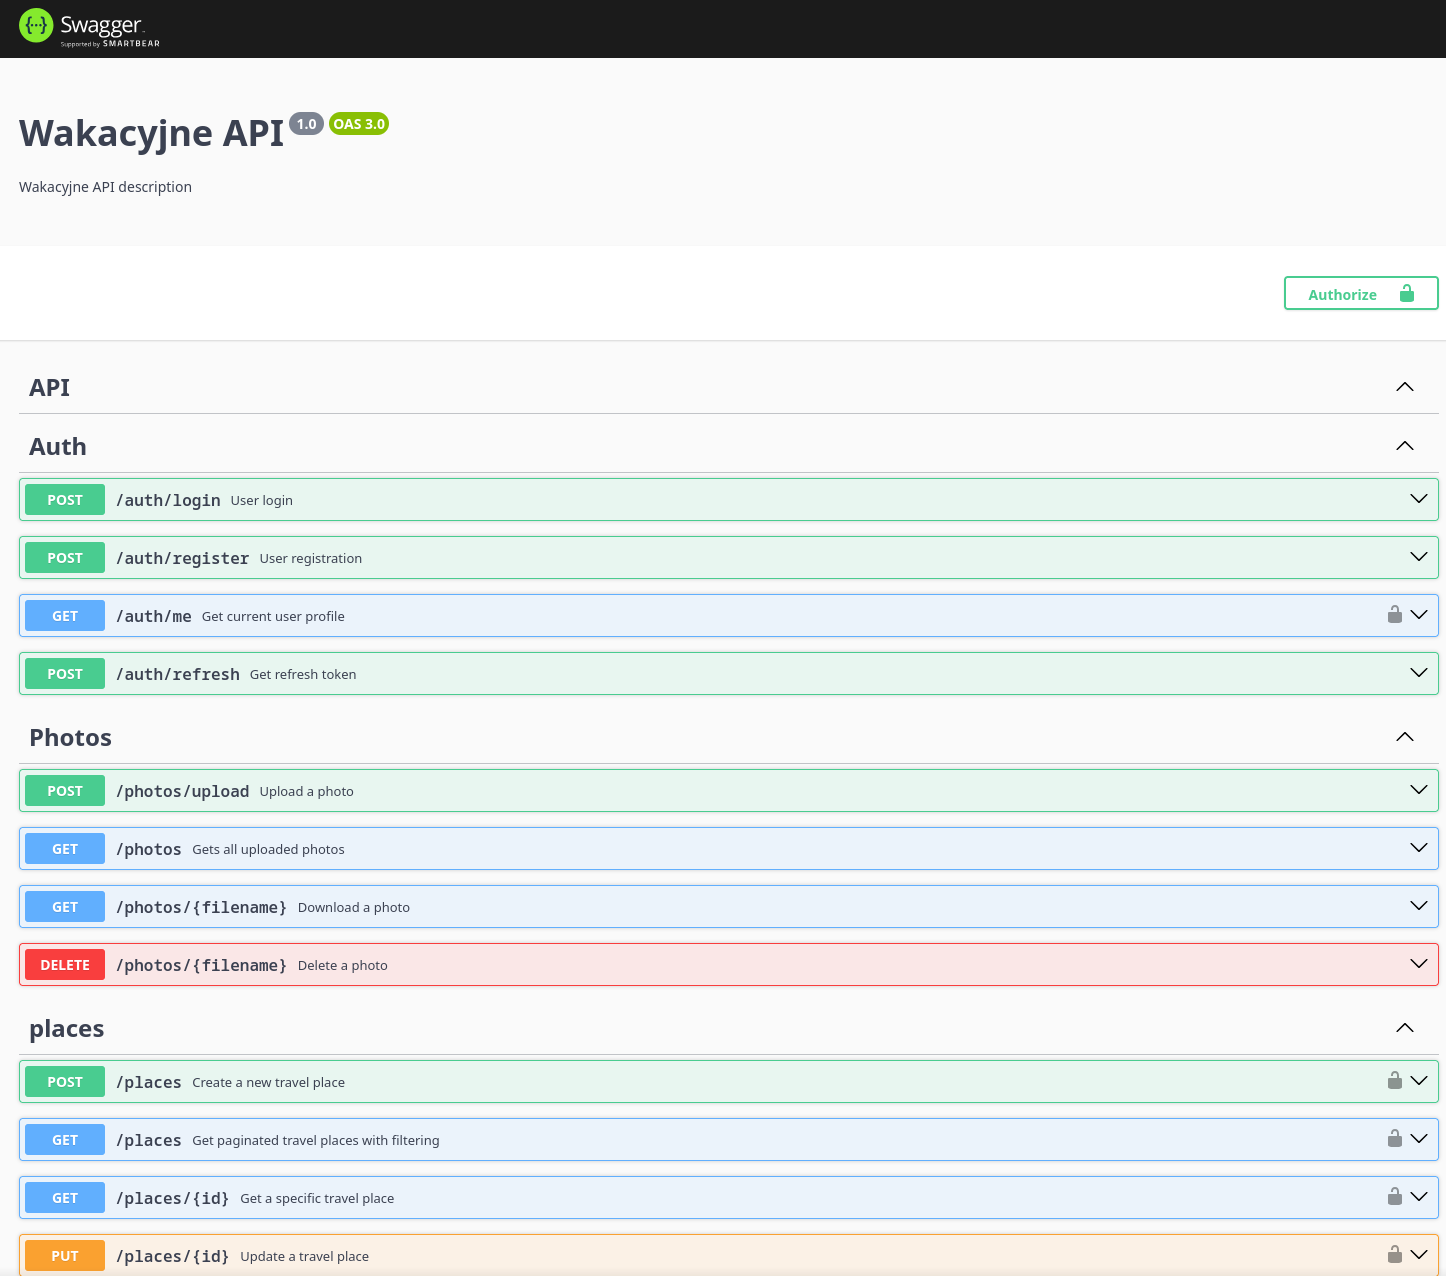 Swagger
Supported by SMARTBEAR
Wakacyjne API 1.0 OAS 3.0
Wakacyjne API description
Authorize
API
Auth
POST /auth/login User login
POST /auth/register User registration
GET /auth/me Get current user profile
POST /auth/refresh Get refresh token
Photos
POST /photos/upload Upload a photo
GET /photos Gets all uploaded photos
GET /photos/{filename} Download a photo
DELETE /photos/{filename} Delete a photo
places
POST /places Create a new travel place
GET /places Get paginated travel places with filtering
GET /places/{id} Get a specific travel place
PUT /places/{id} Update a travel place